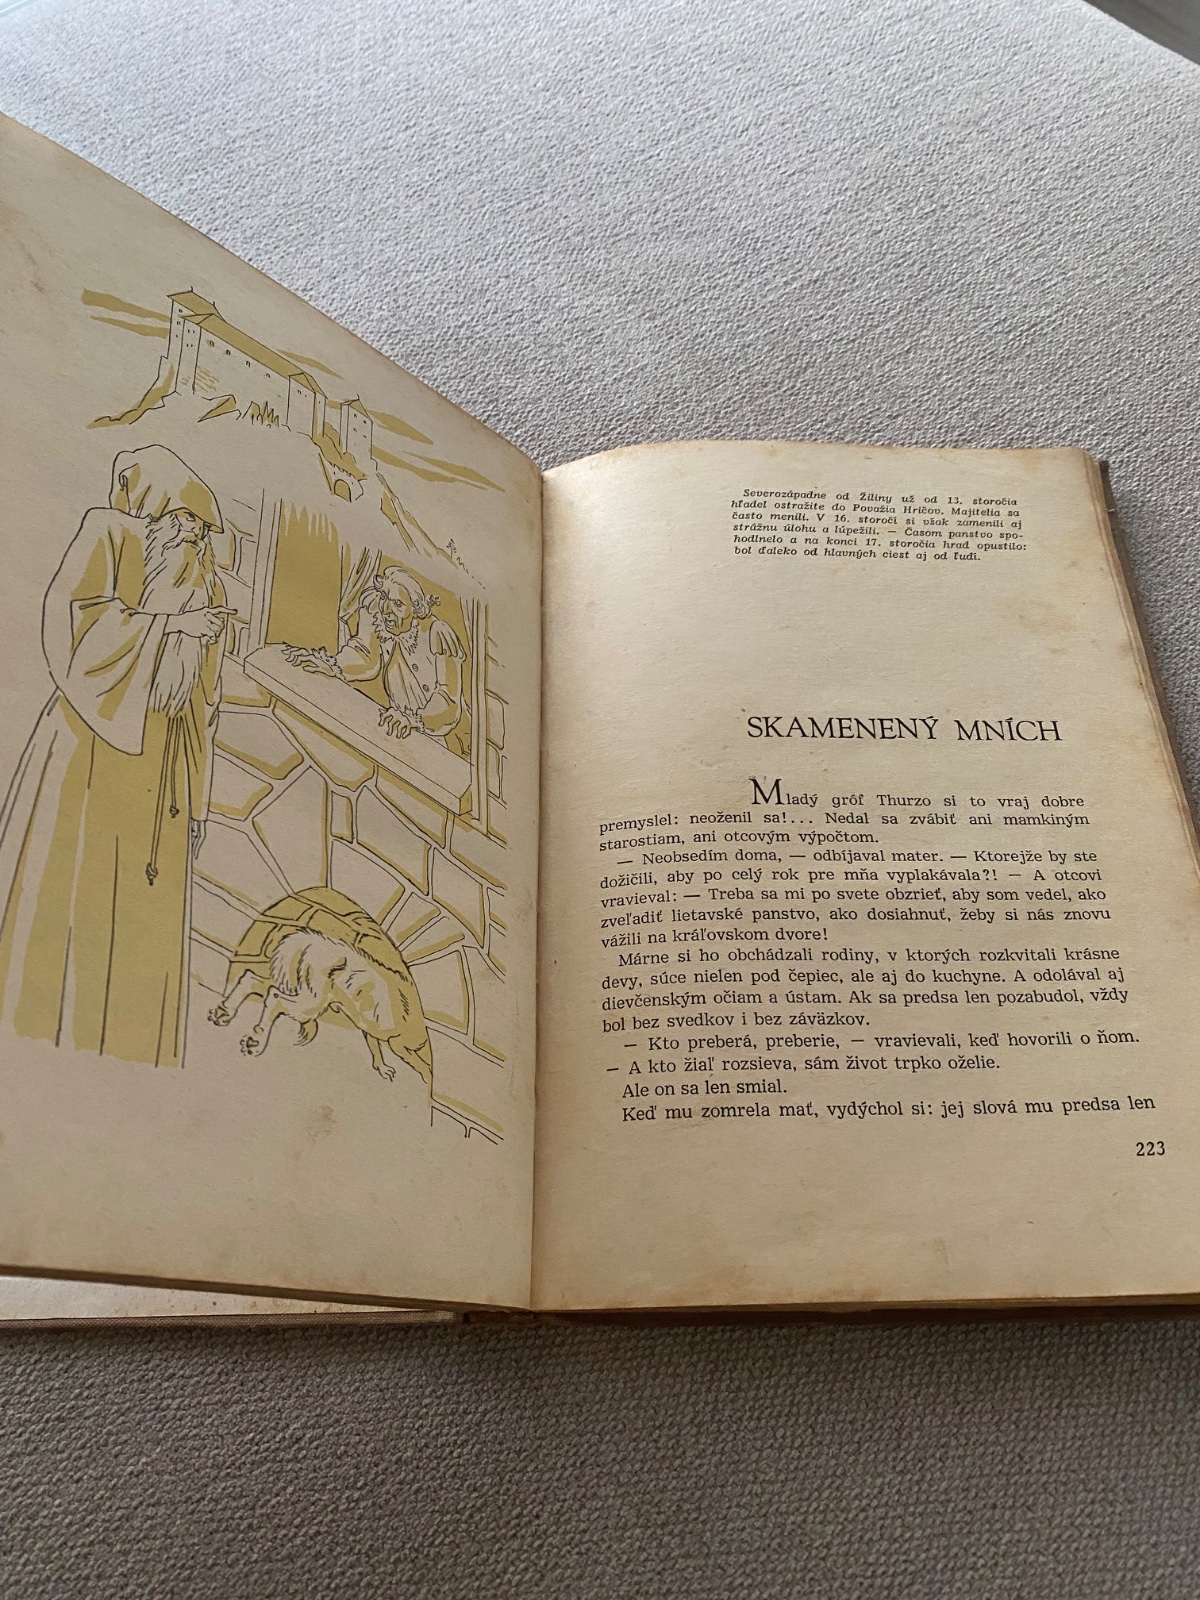 Severozápadne od Žiliny už od 13. storočia
hľadel ostražite do Považia Hričov. Majitelia sa
často menili. V 16. storočí si však zamenili aj
strážnu úlohu a lúpežili. — Časom panstvo spo-
hodlnelo a na konci 17. storočia hrad opustilo:
bol ďaleko od hlavných ciest aj od ľudí.
SKAMENENÝ MNÍCH
Mladý gróf Thurzo si to vraj dobre
premyslel: neoženil sa!... Nedal sa zvábiť ani mamkiným
starostiam, ani otcovým výpočtom.
— Neobsedím doma, — odbíjaval mater. — Ktorejže by ste
dožičili, aby po celý rok pre mňa vyplakávala?! — A otcovi
vravieval: — Treba sa mi po svete obzrieť, aby som vedel, ako
zveľadiť lietavské panstvo, ako dosiahnuť, žeby si nás znovu
vážili na kráľovskom dvore!
Márne si ho obchádzali rodiny, v ktorých rozkvitali krásne
devy, súce nielen pod čepiec, ale aj do kuchyne. A odolával aj
dievčenským očiam a ústam. Ak sa predsa len pozabudol, vždy
bol bez svedkov i bez záväzkov.
— Kto preberá, preberie, — vravievali, keď hovorili o ňom.
— A kto žiaľ rozsieva, sám život trpko oželie.
Ale on sa len smial.
Keď mu zomrela mať, vydýchol si: jej slová mu predsa len
223